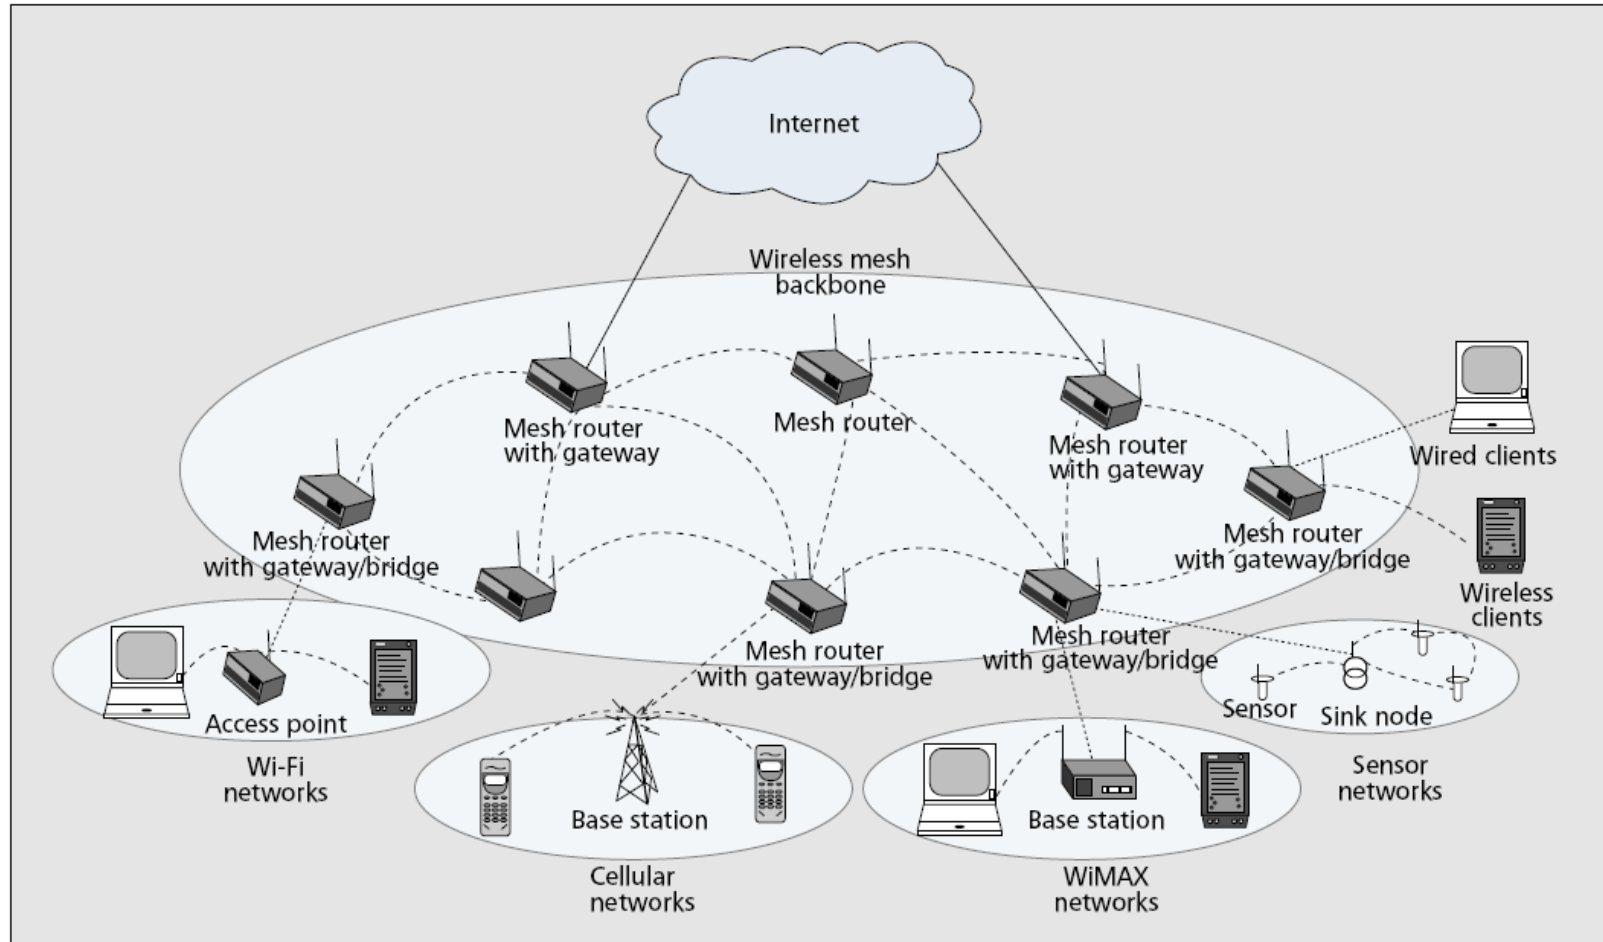 Internet
Wireless mesh
backbone
Mesh router
with gateway
Mesh router
Mesh router
with gateway
Wired clients
Mesh router
with gateway/bridge
Mesh router
with gateway/bridge
Wireless
clients
Mesh router
with gateway/bridge
Mesh router
with gateway/bridge
Access point
Wi-Fi
networks
Sensor
Sink node
Sensor
networks
Base station
Cellular
networks
Base station
WiMAX
networks